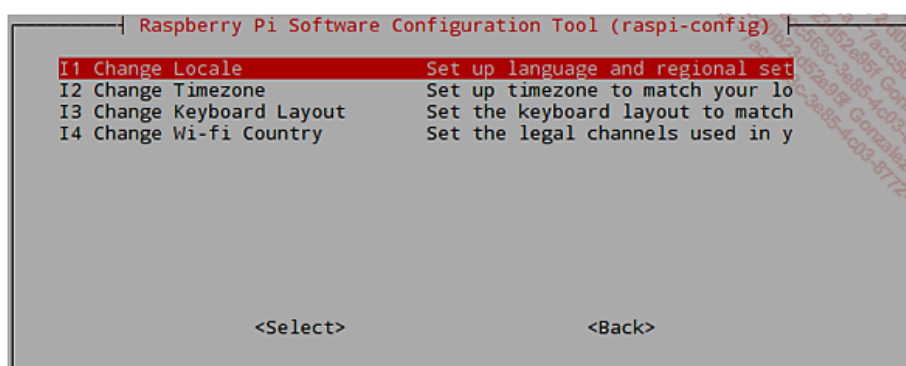 Raspberry Pi Software Configuration Tool (raspi-config)
I1 Change Locale Set up language and regional set
I2 Change Timezone Set up timezone to match your lo
I3 Change Keyboard Layout Set the keyboard layout to match
I4 Change Wi-fi Country Set the legal channels used in y
<Select> <Back>